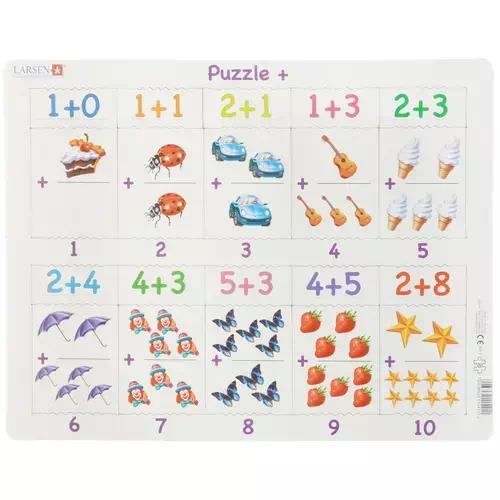 LARSEN
Puzzle +
1+0 1+1 2+1 1+3 2+3
+ + + + +
1 2 3 4 5
2+4 4+3 5+3 4+5 2+8
+ + + + +
6 7 8 9 10